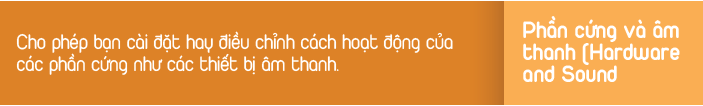 Cho phép bạn cài đặt hay điều chỉnh cách hoạt động của
các phần cứng như các thiết bị âm thanh.
Phần cứng và âm
thanh (Hardware
and Sound